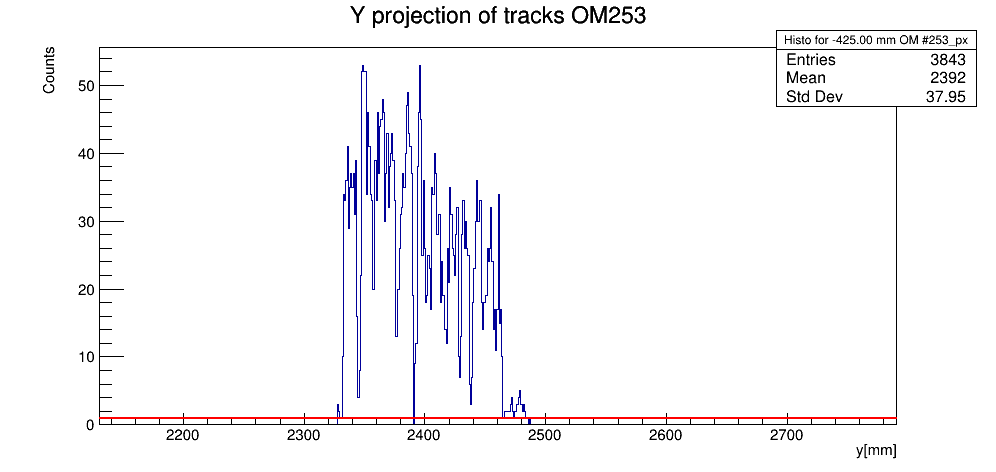 Y projection of tracks OM253
Histo for -425.00 mm OM #253_px
Entries 3843
Mean 2392
Std Dev 37.95
Counts
50
40
30
20
10
0
2200 2300 2400 2500 2600 2700
y[mm]